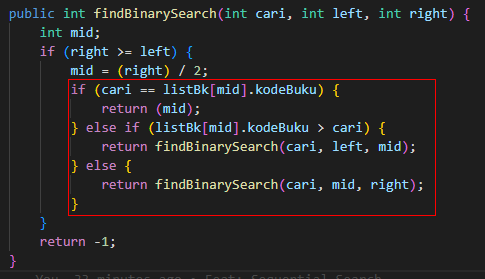 public int findBinarySearch(int cari, int left, int right) {
    int mid;
    if (right >= left) {
        mid = (right) / 2;
        if (cari == listBk[mid].kodeBuku) {
            return (mid);
        } else if (listBk[mid].kodeBuku > cari) {
            return findBinarySearch(cari, left, mid);
        } else {
            return findBinarySearch(cari, mid, right);
        }
    }
    return -1;
}
You, 22 minutes ago • Feat: Sequential Search